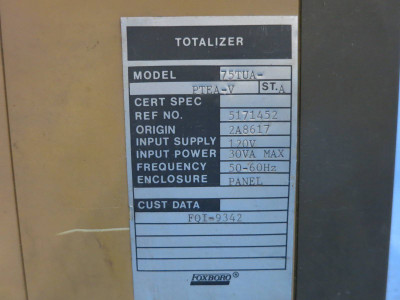 TOTALIZER
MODEL 75TUA-
PTEA-V ST. A
CERT SPEC
REF NO. 5171452
ORIGIN 2A8617
INPUT SUPPLY 120V
INPUT POWER 30VA MAX
FREQUENCY 50-60Hz
ENCLOSURE PANEL
CUST DATA
FQI-9342
FOXBORO ®